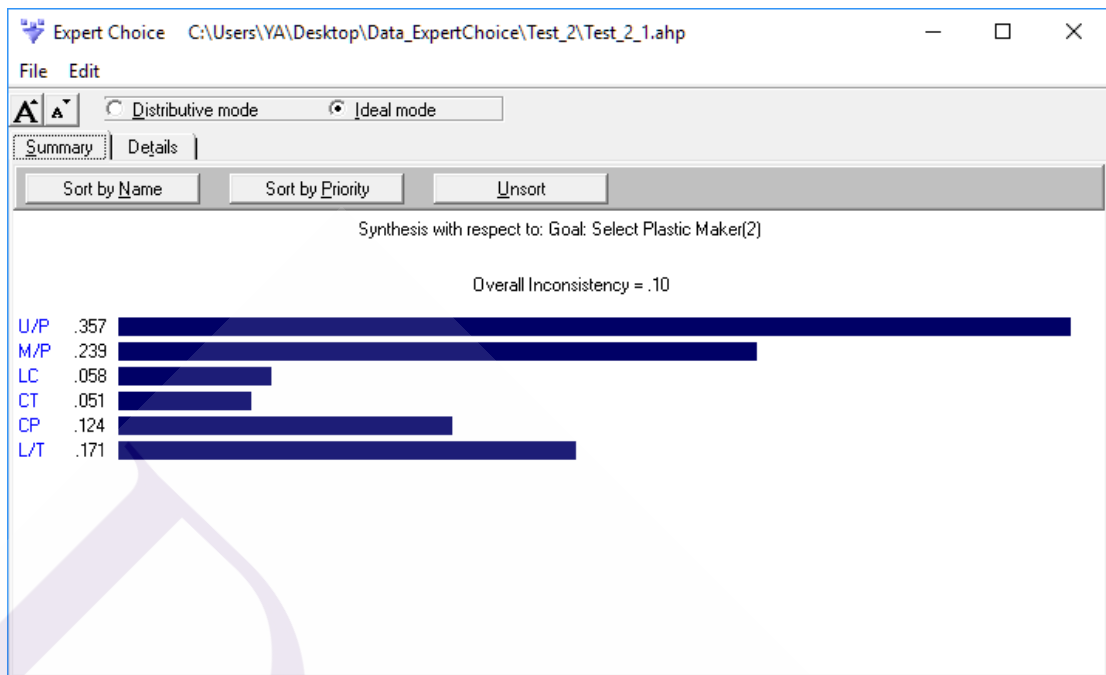 Expert Choice C:\Users\YA\Desktop\Data_ExpertChoice\Test_2\Test_2_1.ahp
File Edit
A A Distributive mode Ideal mode
Summary Details
Sort by Name Sort by Priority Unsort
Synthesis with respect to: Goal: Select Plastic Maker(2)
Overall Inconsistency = .10
U/P .357
M/P .239
LC .058
CT .051
CP .124
L/T .171